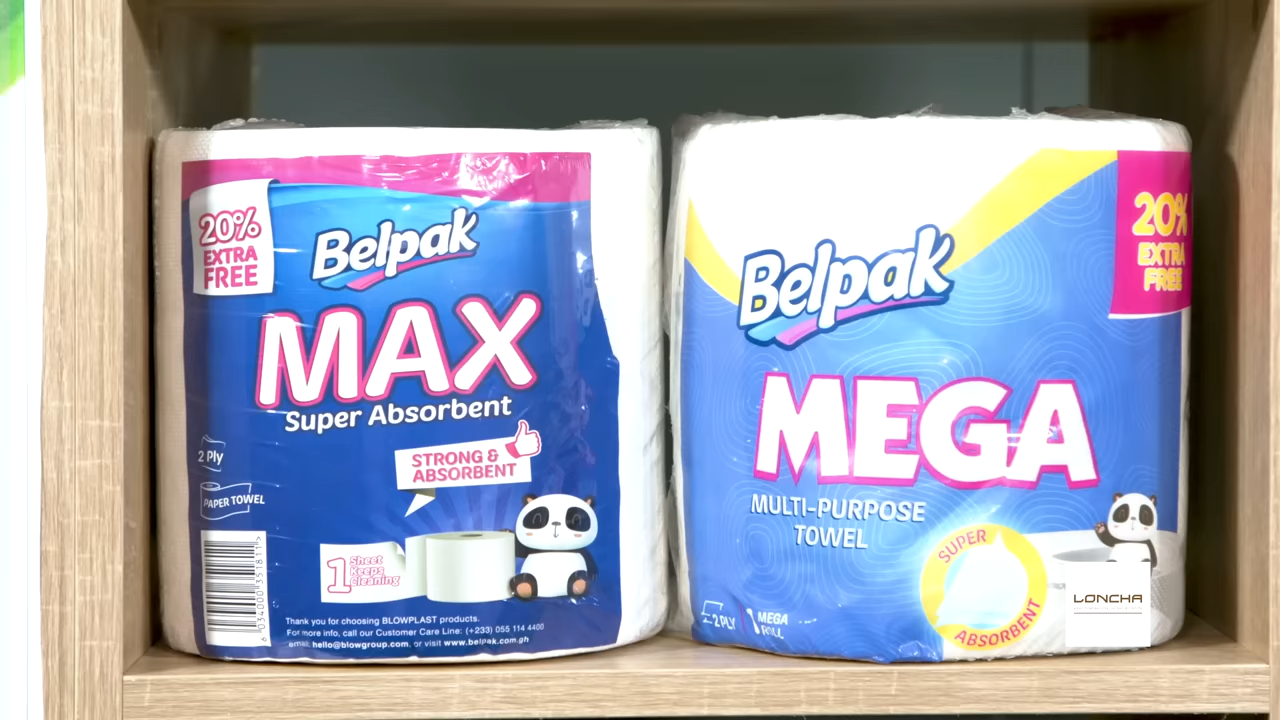 20%
EXTRA
FREE
Belpak
MAX
Super Absorbent
STRONG &
ABSORBENT
2 Ply
PAPER TOWEL
1 Sheet
Keeps
Cleaning
Thank you for choosing BLOWPLAST products.
For more info, call our Customer Care Line: (+233) 055 114 4400
email: hello@blowgroup.com, or visit www.belpak.com.gh
20%
EXTRA
FREE
Belpak
MEGA
MULTI-PURPOSE
TOWEL
SUPER
ABSORBENT
2 PLY
1 MEGA
ROLL
LONCHA